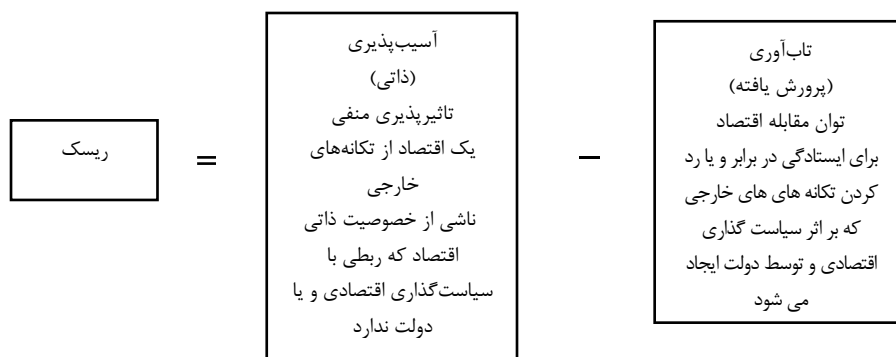 ریسک
=
آسیب‌پذیری
(ذاتی)
تاثیرپذیری منفی
یک اقتصاد از تکانه‌های
خارجی
ناشی از خصوصیت ذاتی
اقتصاد که ربطی با
سیاست‌گذاری اقتصادی و یا
دولت ندارد
−
تاب‌آوری
(پرورش یافته)
توان مقابله اقتصاد
برای ایستادگی در برابر و یا رد
کردن تکانه های های خارجی
که بر اثر سیاست گذاری
اقتصادی و توسط دولت ایجاد
می شود